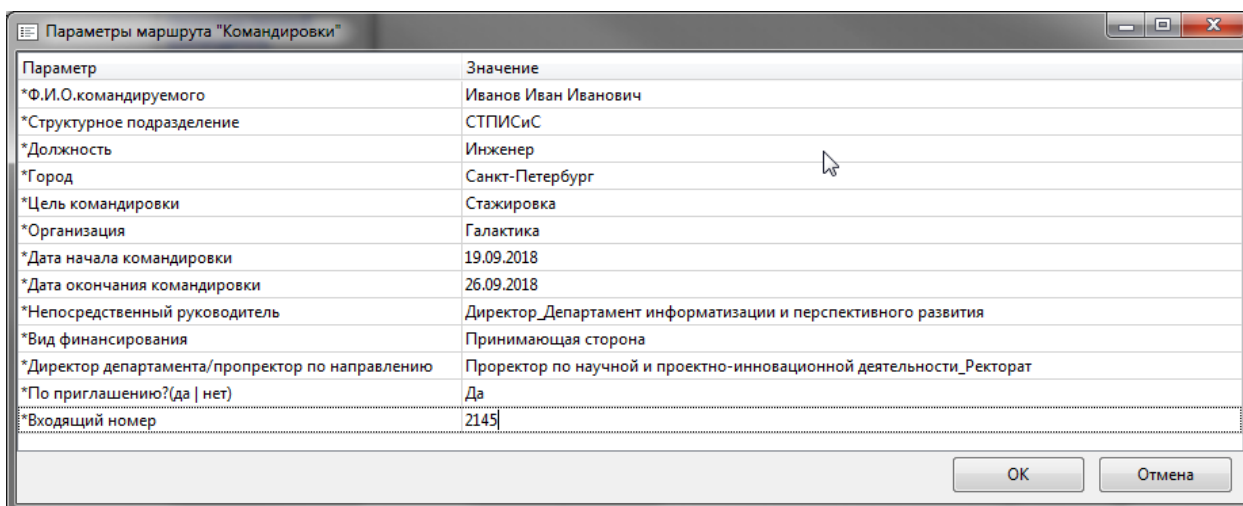 Параметры маршрута "Командировки"
Параметр Значение
*Ф.И.О.командируемого Иванов Иван Иванович
*Структурное подразделение СТПИСиС
*Должность Инженер
*Город Санкт-Петербург
*Цель командировки Стажировка
*Организация Галактика
*Дата начала командировки 19.09.2018
*Дата окончания командировки 26.09.2018
*Непосредственный руководитель Директор_Департамент информатизации и перспективного развития
*Вид финансирования Принимающая сторона
*Директор департамента/пропректор по направлению Проректор по научной и проектно-инновационной деятельности_Ректорат
*По приглашению?(да | нет) Да
*Входящий номер 2145
ОК Отмена